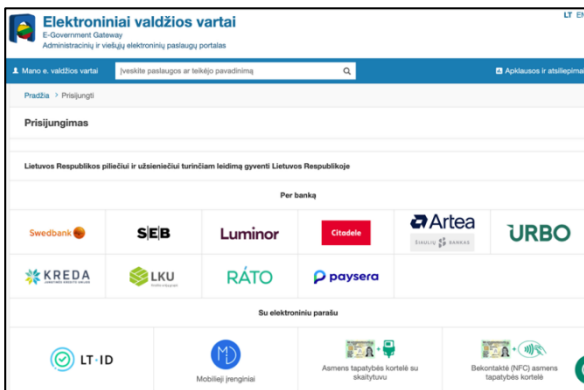 Elektroniniai valdžios vartai
E-Government Gateway
Administracinių ir viešųjų elektroninių paslaugų portalas
LT EN
Mano e. valdžios vartai
Įveskite paslaugos ar teikėjo pavadinimą
Apklausos ir atsiliepimai
Pradžia > Prisijungti
Prisijungimas
Lietuvos Respublikos piliečiui ir užsieniečiui turinčiam leidimą gyventi Lietuvos Respublikoje
Per banką
Swedbank
SEB
Luminor
Citadele
Artea
ŠIAULIŲ BANKAS
URBO
KREDA
LKU
RATO
paysera
Su elektroniniu parašu
LT ID
Mobilieji įrenginiai
Asmens tapatybės kortelė su
skaitytuvu
Bekontaktė (NFC) asmens
tapatybės kortelė